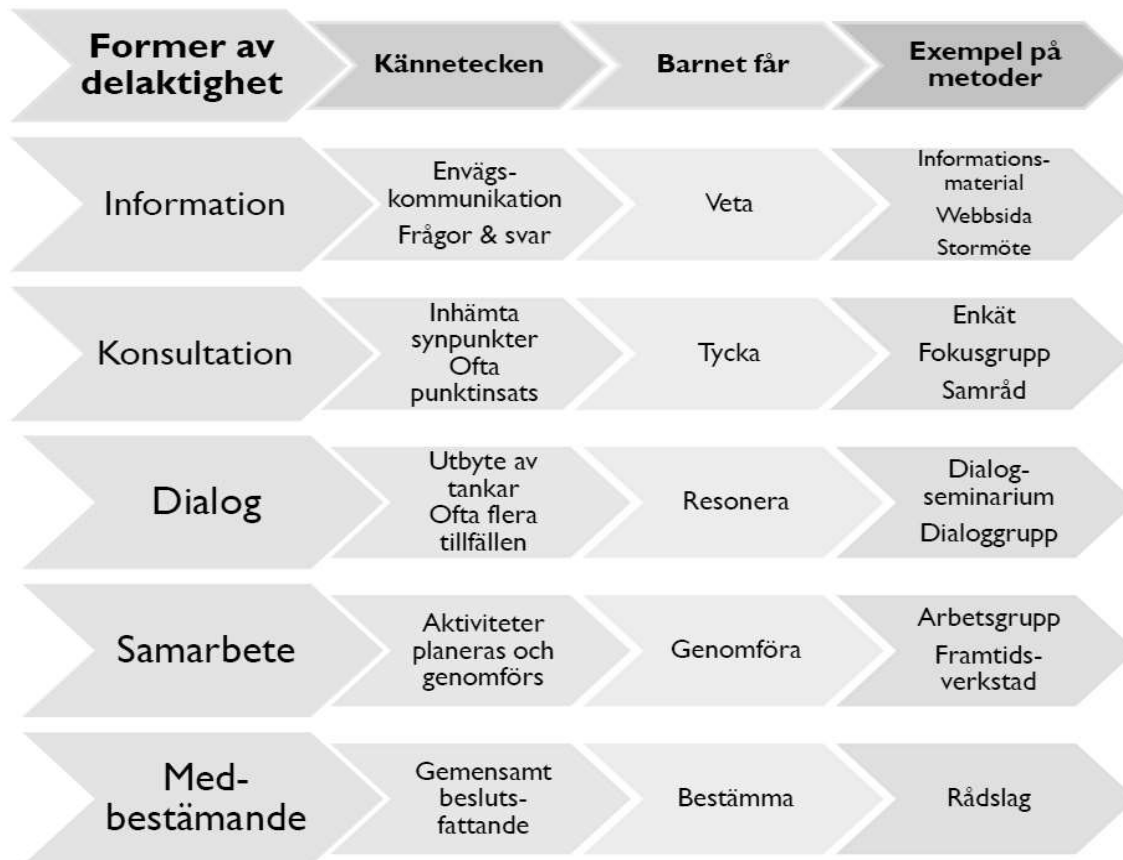 Former av
delaktighet
Kännetecken
Barnet får
Exempel på
metoder
Information
Envägs-
kommunikation
Frågor & svar
Veta
Informations-
material
Webbsida
Stormöte
Konsultation
Inhämta
synpunkter
Ofta
punktinsats
Tycka
Enkät
Fokusgrupp
Samråd
Dialog
Utbyte av
tankar
Ofta flera
tillfällen
Resonera
Dialog-
seminarium
Dialoggrupp
Samarbete
Aktiviteter
planeras och
genomförs
Genomföra
Arbetsgrupp
Framtids-
verkstad
Med-
bestämande
Gemensamt
besluts-
fattande
Bestämma
Rådslag